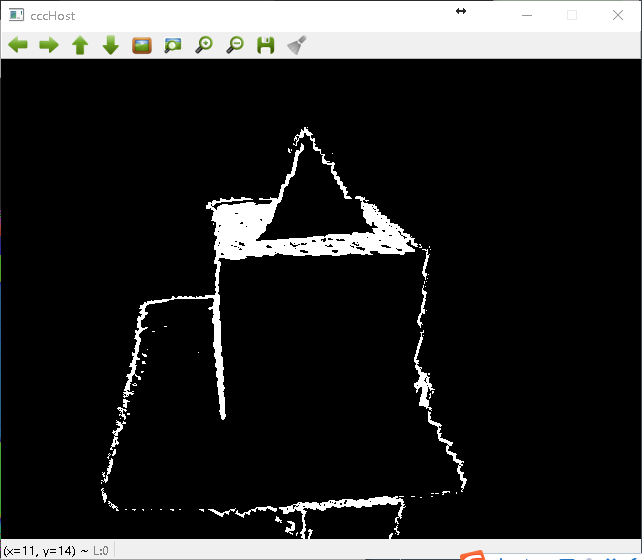 cccHost
(x=11, y=14) ~ L:0